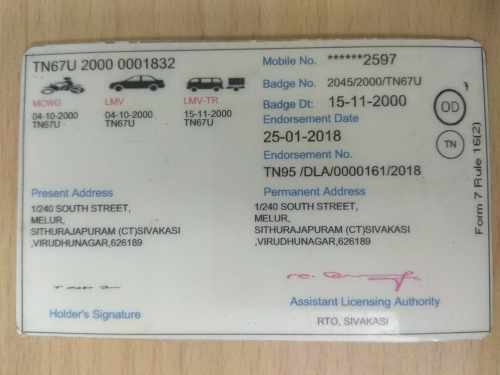 TN67U 2000 0001832
MCWG
04-10-2000
TN67U
LMV
04-10-2000
TN67U
LMV-TR
15-11-2000
TN67U
Mobile No. ******2597
Badge No. 2045/2000/TN67U
Badge Dt: 15-11-2000
Endorsement Date
25-01-2018
Endorsement No.
TN95 /DLA/0000161/2018
OD
TN
Form 7 Rule 16(2)
Present Address
1/240 SOUTH STREET,
MELUR,
SITHURAJAPURAM (CT)SIVAKASI
,VIRUDHUNAGAR,626189
Permanent Address
1/240 SOUTH STREET,
MELUR,
SITHURAJAPURAM (CT)SIVAKASI
,VIRUDHUNAGAR,626189
Holder's Signature
Assistant Licensing Authority
RTO, SIVAKASI